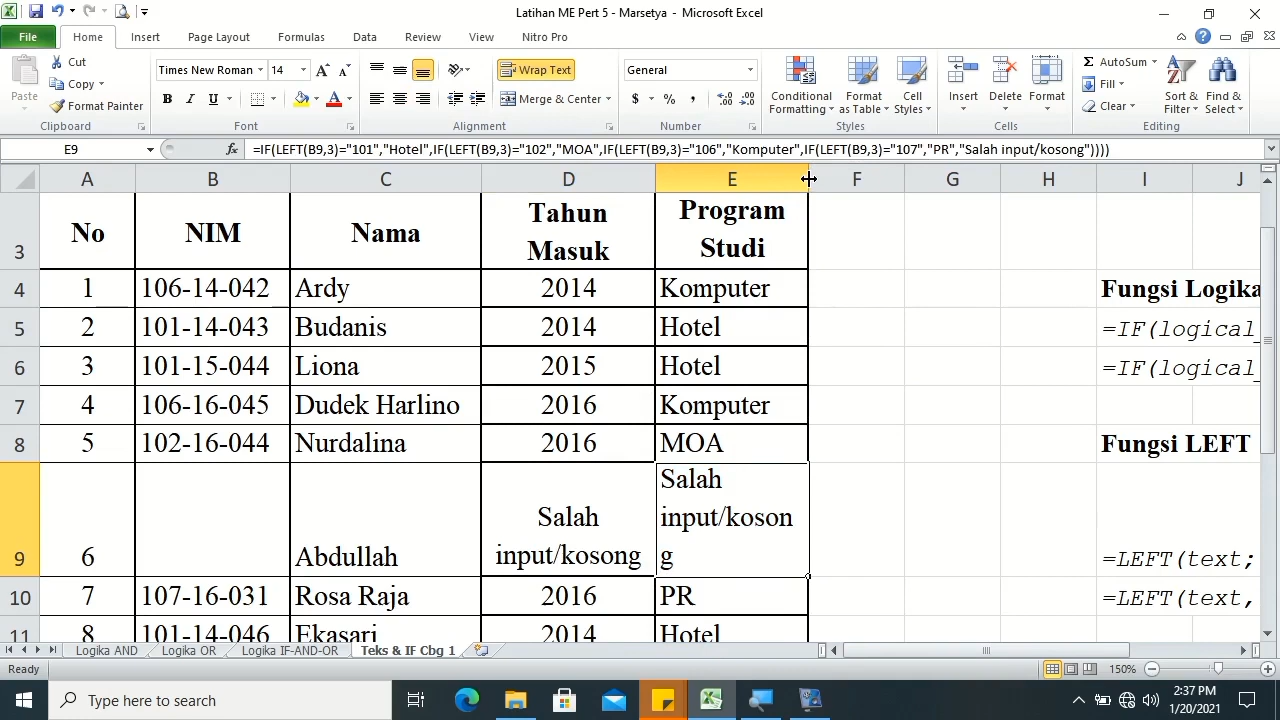 Latihan ME Pert 5 - Marsetya - Microsoft Excel
File Home Insert Page Layout Formulas Data Review View Nitro Pro
Paste Cut Copy Format Painter Clipboard
Times New Roman 14 B I U A Font
Wrap Text Merge & Center Alignment
General $ % , Number
Conditional Formatting Format as Table Cell Styles Styles
Insert Delete Format Cells
Σ AutoSum Fill Clear Sort & Filter Find & Select Editing
E9 fx =IF(LEFT(B9,3)="101","Hotel",IF(LEFT(B9,3)="102","MOA",IF(LEFT(B9,3)="106","Komputer",IF(LEFT(B9,3)="107","PR","Salah input/kosong"))))
A B C D E F G H I J
3 No NIM Nama Tahun Masuk Program Studi
4 1 106-14-042 Ardy 2014 Komputer Fungsi Logika
5 2 101-14-043 Budanis 2014 Hotel =IF(logical_
6 3 101-15-044 Liona 2015 Hotel =IF(logical_
7 4 106-16-045 Dudek Harlino 2016 Komputer
8 5 102-16-044 Nurdalina 2016 MOA Fungsi LEFT
9 6 Abdullah Salah input/kosong Salah input/kosong =LEFT(text;
10 7 107-16-031 Rosa Raja 2016 PR =LEFT(text,
11 8 101-14-046 Ekasari 2014 Hotel
Logika AND Logika OR Logika IF-AND-OR Teks & IF Cbg 1
Ready 150%
Type here to search
2:37 PM
1/20/2021